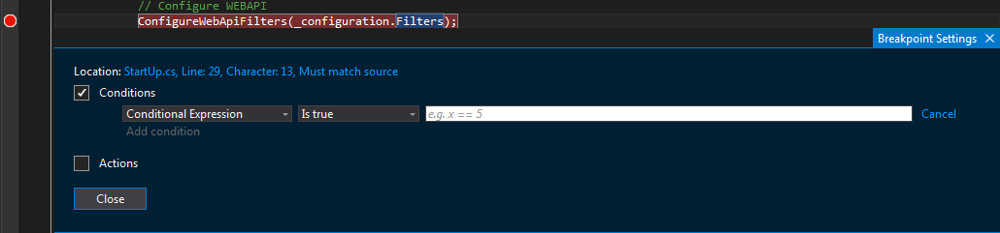 // Configure WEBAPI
ConfigureWebApiFilters(_configuration.Filters);
Breakpoint Settings
Location: StartUp.cs, Line: 29, Character: 13, Must match source
Conditions
Conditional Expression Is true e.g. x == 5 Cancel
Add condition
Actions
Close